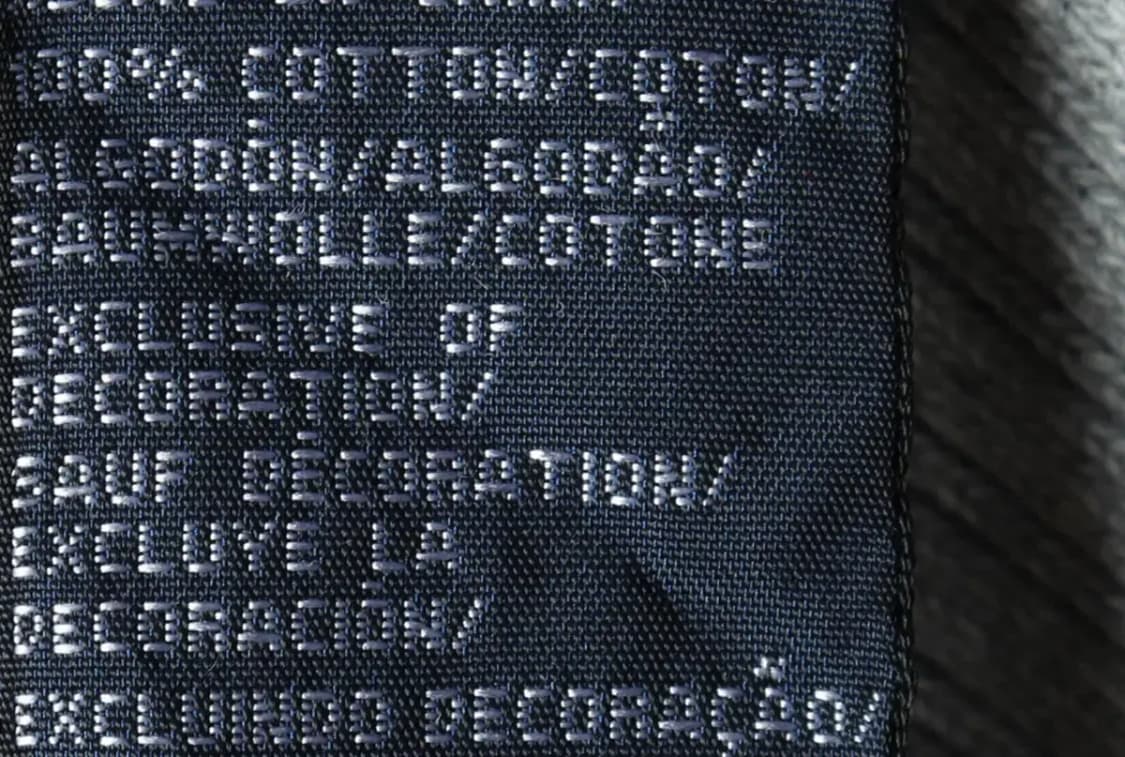 100% COTTON/COTON/
ALGODÓN/ALGODÃO/
BAUMWOLLE/COTONE
EXCLUSIVE OF
DECORATION/
SAUF DÉCORATION/
EXCLUYE LA
DECORACIÓN/
EXCLUINDO DECORAÇÃO/